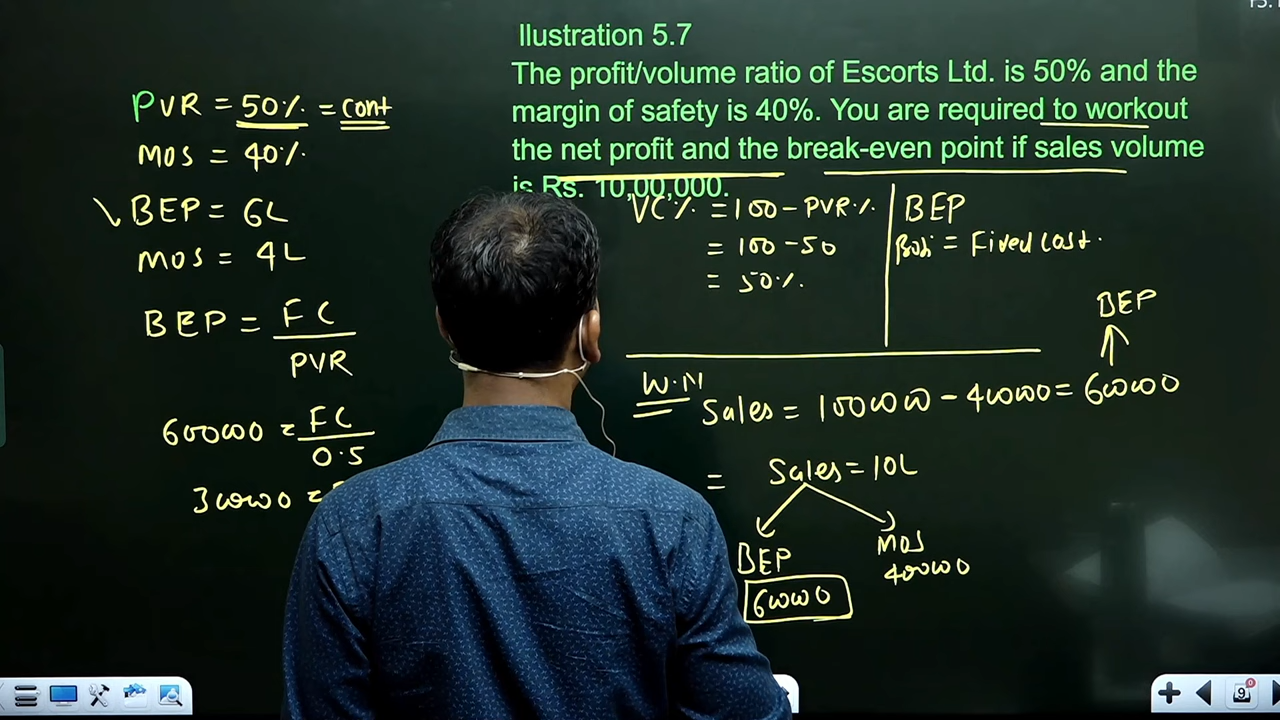 Ilustration 5.7
The profit/volume ratio of Escorts Ltd. is 50% and the
margin of safety is 40%. You are required to workout
the net profit and the break-even point if sales volume
is Rs. 10,00,000.
PVR = 50% = cont
MOS = 40%
BEP = 6L
MOS = 4L
BEP = FC
PVR
600000 = FC
0.5
300000 =
VC% = 100 - PVR%
= 100 - 50
= 50%
BEP
= Fixed Cost.
W.N
BEP
Sales = 1000000 - 400000 = 600000
= Sales = 10L
BEP
600000
MOS
400000
9
0